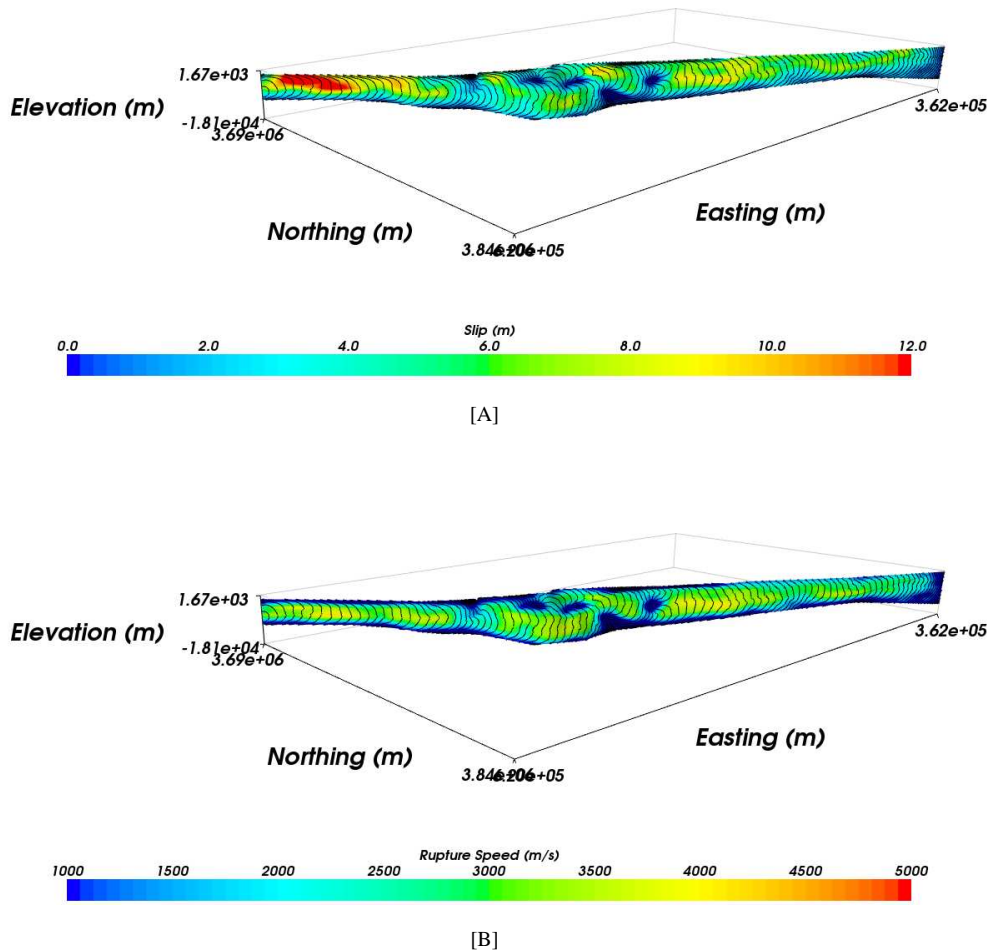 1.67e+03
Elevation (m)
-1.81e+04
3.69e+06
3.62e+05
Northing (m)
Easting (m)
Slip (m)
0.0 2.0 4.0 6.0 8.0 10.0 12.0
[A]
1.67e+03
Elevation (m)
-1.81e+04
3.69e+06
3.62e+05
Northing (m)
Easting (m)
Rupture Speed (m/s)
1000 1500 2000 2500 3000 3500 4000 4500 5000
[B]